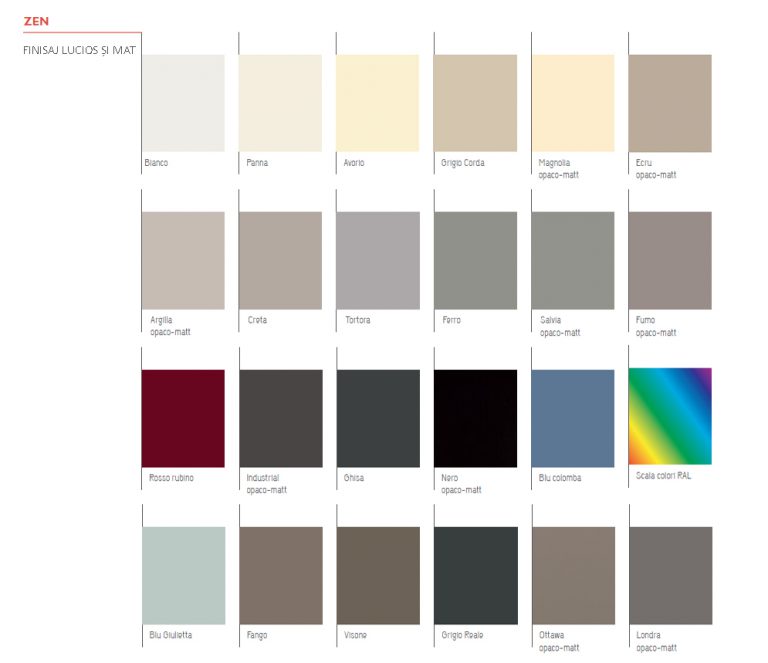 ZEN
FINISAJ LUCIOS ȘI MAT
Bianco
Panna
Avorio
Grigio Corda
Magnolia
opaco-matt
Ecru
opaco-matt
Argilla
opaco-matt
Creta
Tortora
Ferro
Salvia
opaco-matt
Fumo
opaco-matt
Rosso rubino
Industrial
opaco-matt
Ghisa
Nero
opaco-matt
Blu colomba
Scala colori RAL
Blu Giulietta
Fango
Visone
Grigio Reale
Ottawa
opaco-matt
Londra
opaco-matt